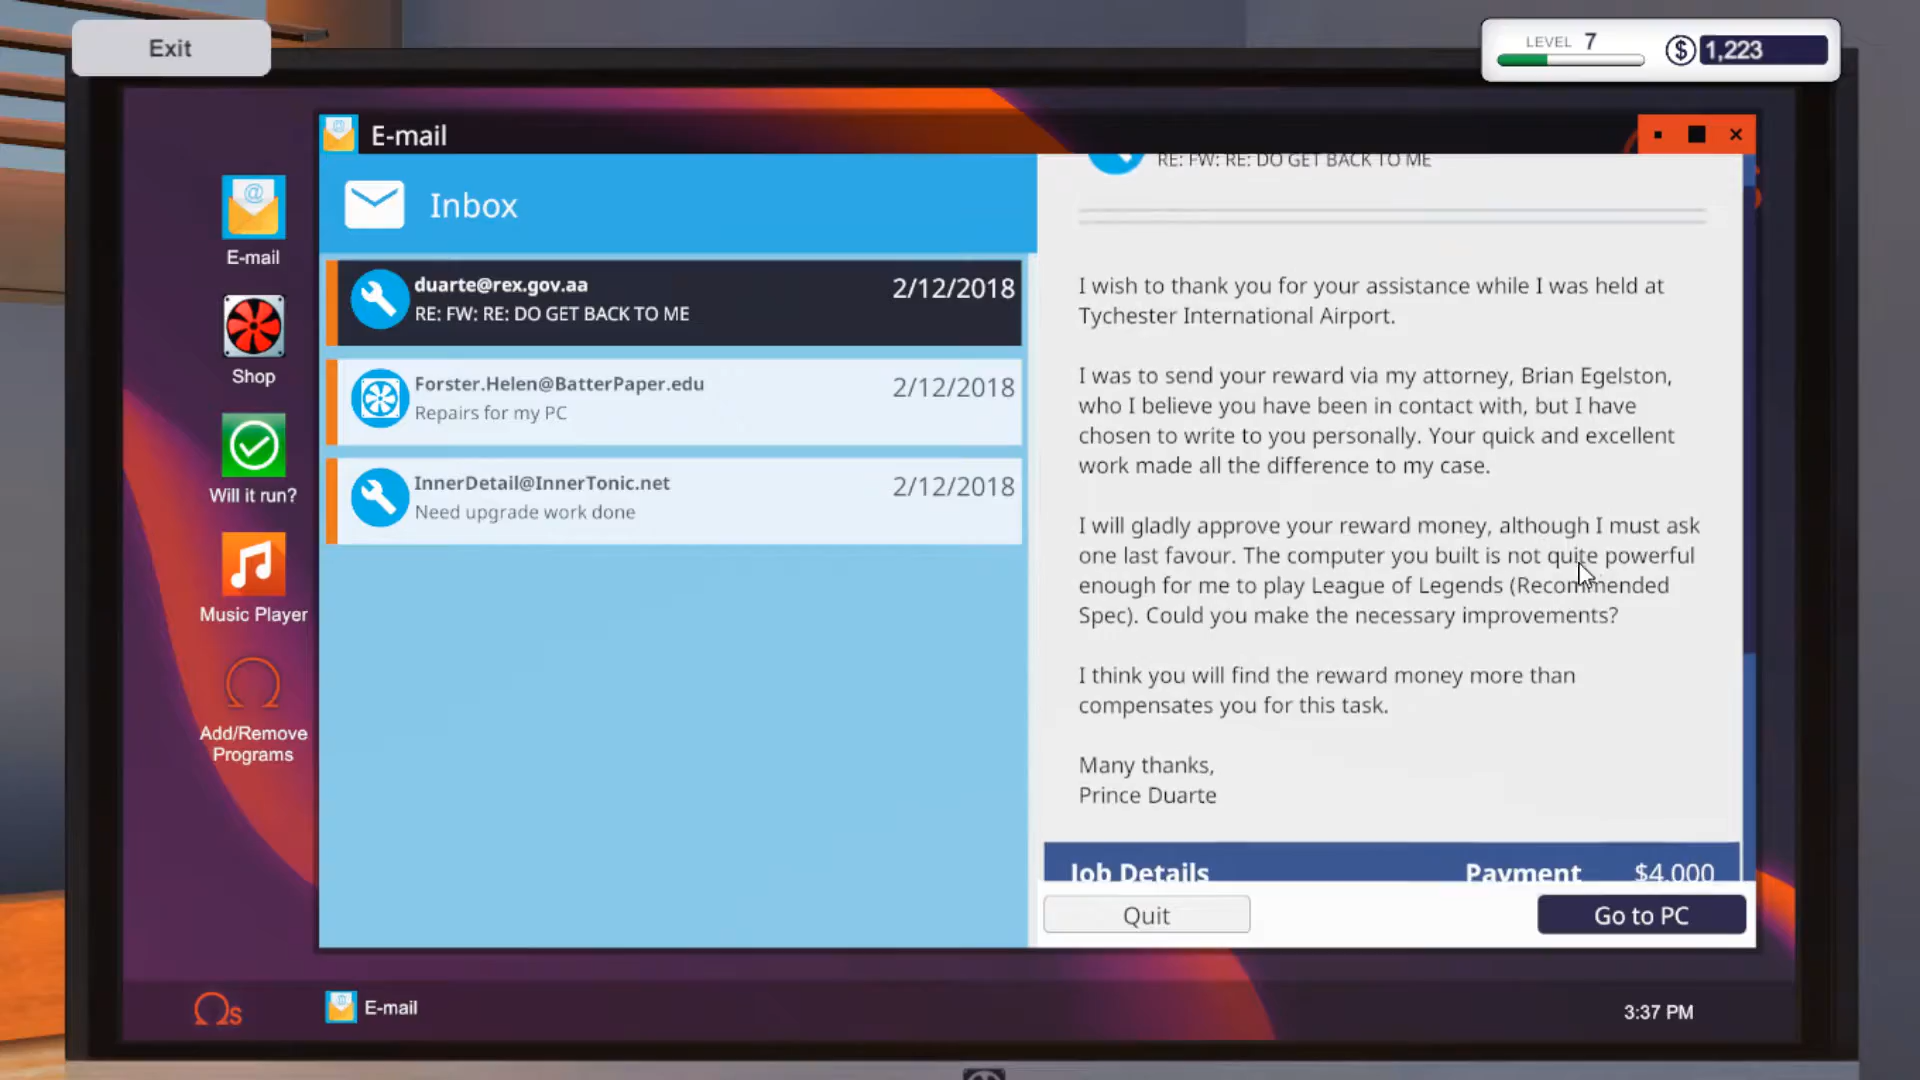 Exit
LEVEL 7
$ 1,223
E-mail
RE: FW: RE: DO GET BACK TO ME
Inbox
duarte@rex.gov.aa
2/12/2018
RE: FW: RE: DO GET BACK TO ME
Forster.Helen@BatterPaper.edu
2/12/2018
Repairs for my PC
InnerDetail@InnerTonic.net
2/12/2018
Need upgrade work done
I wish to thank you for your assistance while I was held at
Tychester International Airport.
I was to send your reward via my attorney, Brian Egelston,
who I believe you have been in contact with, but I have
chosen to write to you personally. Your quick and excellent
work made all the difference to my case.
I will gladly approve your reward money, although I must ask
one last favour. The computer you built is not quite powerful
enough for me to play League of Legends (Recommended
Spec). Could you make the necessary improvements?
I think you will find the reward money more than
compensates you for this task.
Many thanks,
Prince Duarte
Job Details
Payment $4,000
Quit
Go to PC
E-mail
Shop
Will it run?
Music Player
Add/Remove
Programs
Ωs
E-mail
3:37 PM